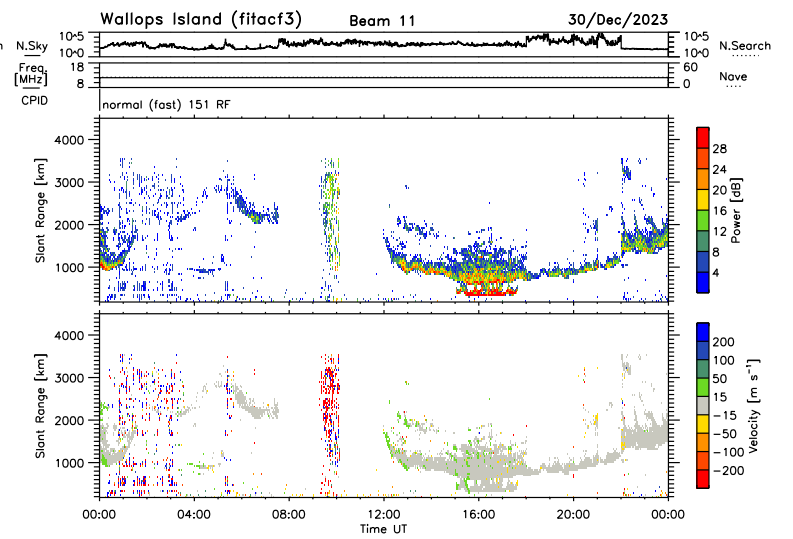 Wallops Island (fitacf3) Beam 11 30/Dec/2023
n N.Sky 10^5 10^0 10^5 10^0 N.Search
Freq. [MHz] 18 8 60 0 Nave
CPID normal (fast) 151 RF
Slant Range [km] 4000 3000 2000 1000
28 24 20 16 12 8 4 Power [dB]
Slant Range [km] 4000 3000 2000 1000
200 100 50 15 -15 -50 -100 -200 Velocity [m s⁻¹]
00:00 04:00 08:00 12:00 16:00 20:00 00:00
Time UT